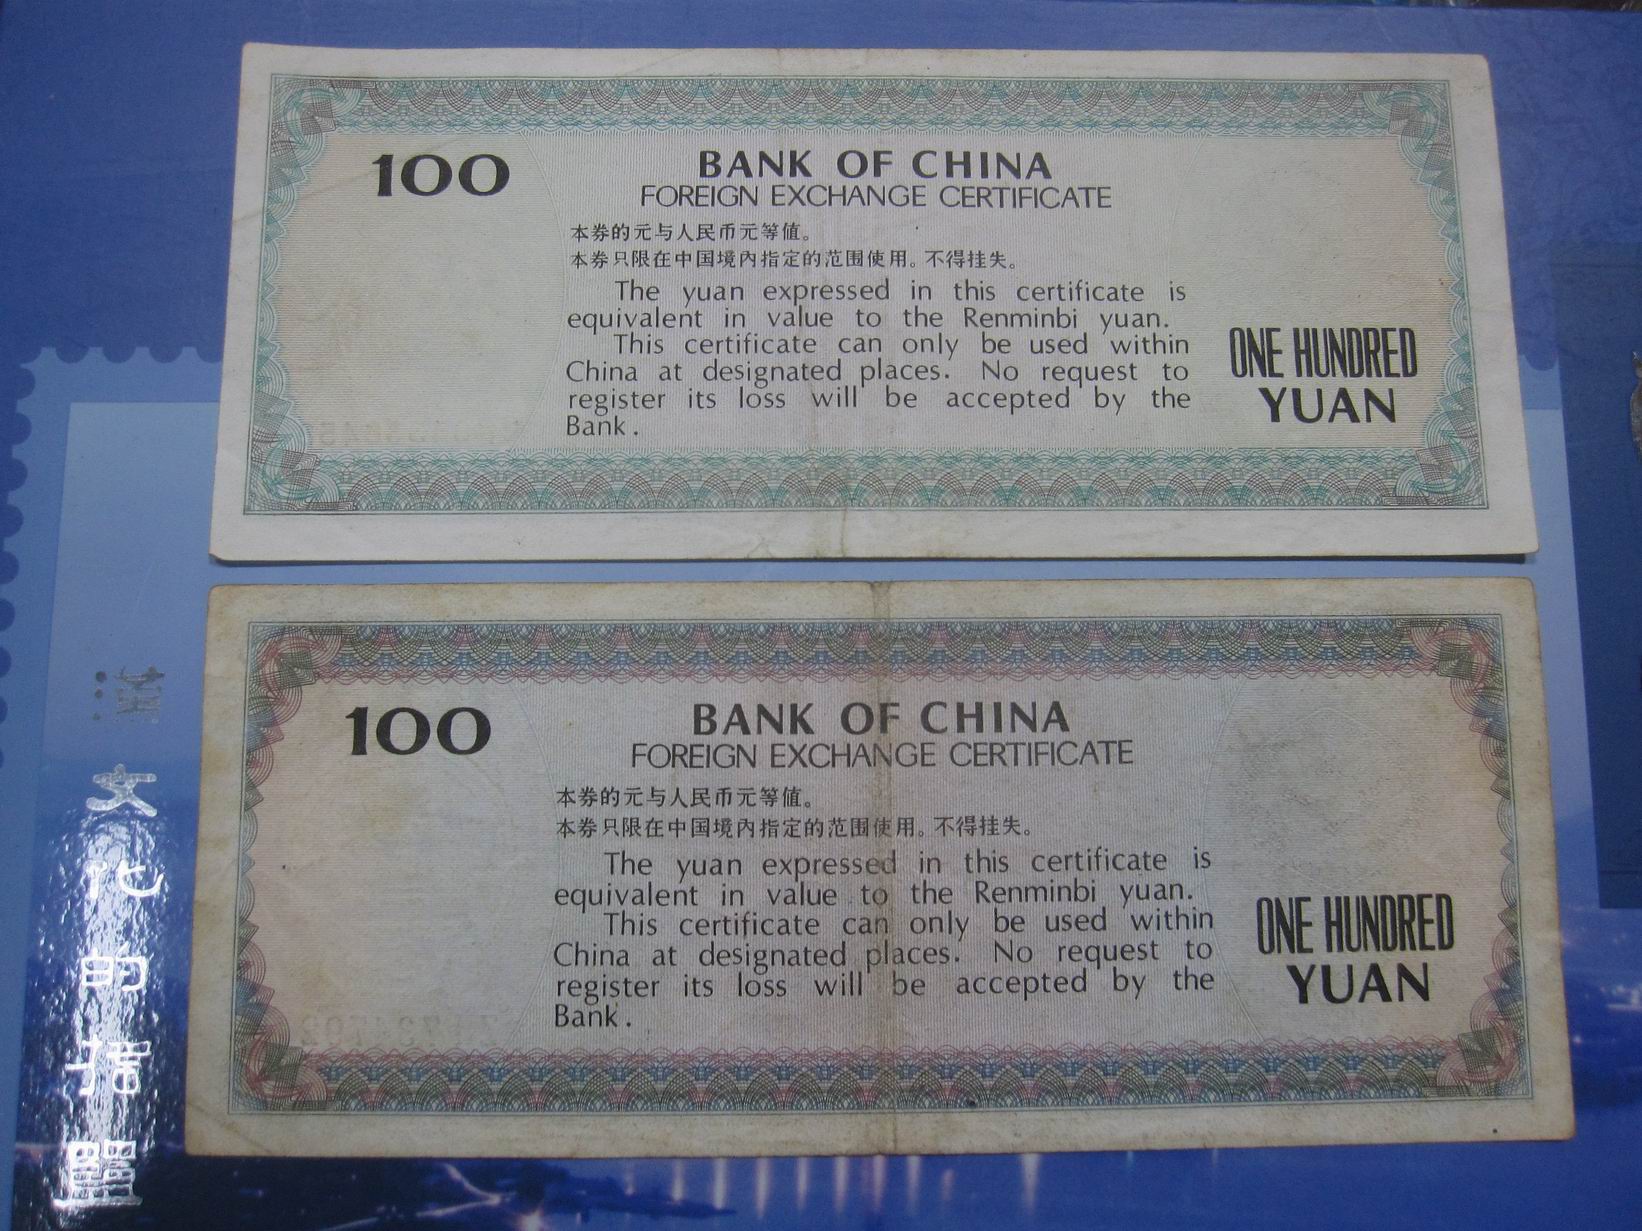 100
BANK OF CHINA
FOREIGN EXCHANGE CERTIFICATE
本券的元与人民币元等值。
本券只限在中国境内指定的范围使用。不得挂失。
The yuan expressed in this certificate is
equivalent in value to the Renminbi yuan.
This certificate can only be used within
China at designated places. No request to
register its loss will be accepted by the
Bank.
ONE HUNDRED
YUAN
100
BANK OF CHINA
FOREIGN EXCHANGE CERTIFICATE
本券的元与人民币元等值。
本券只限在中国境内指定的范围使用。不得挂失。
The yuan expressed in this certificate is
equivalent in value to the Renminbi yuan.
This certificate can only be used within
China at designated places. No request to
register its loss will be accepted by the
Bank.
ONE HUNDRED
YUAN
文化的